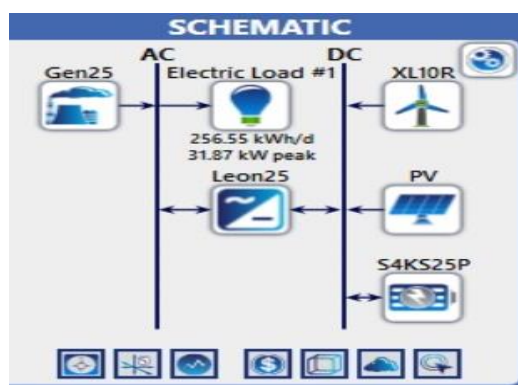 SCHEMATIC
AC DC
Gen25 Electric Load #1 XL10R
256.55 kWh/d
31.87 kW peak
Leon25 PV
S4KS25P